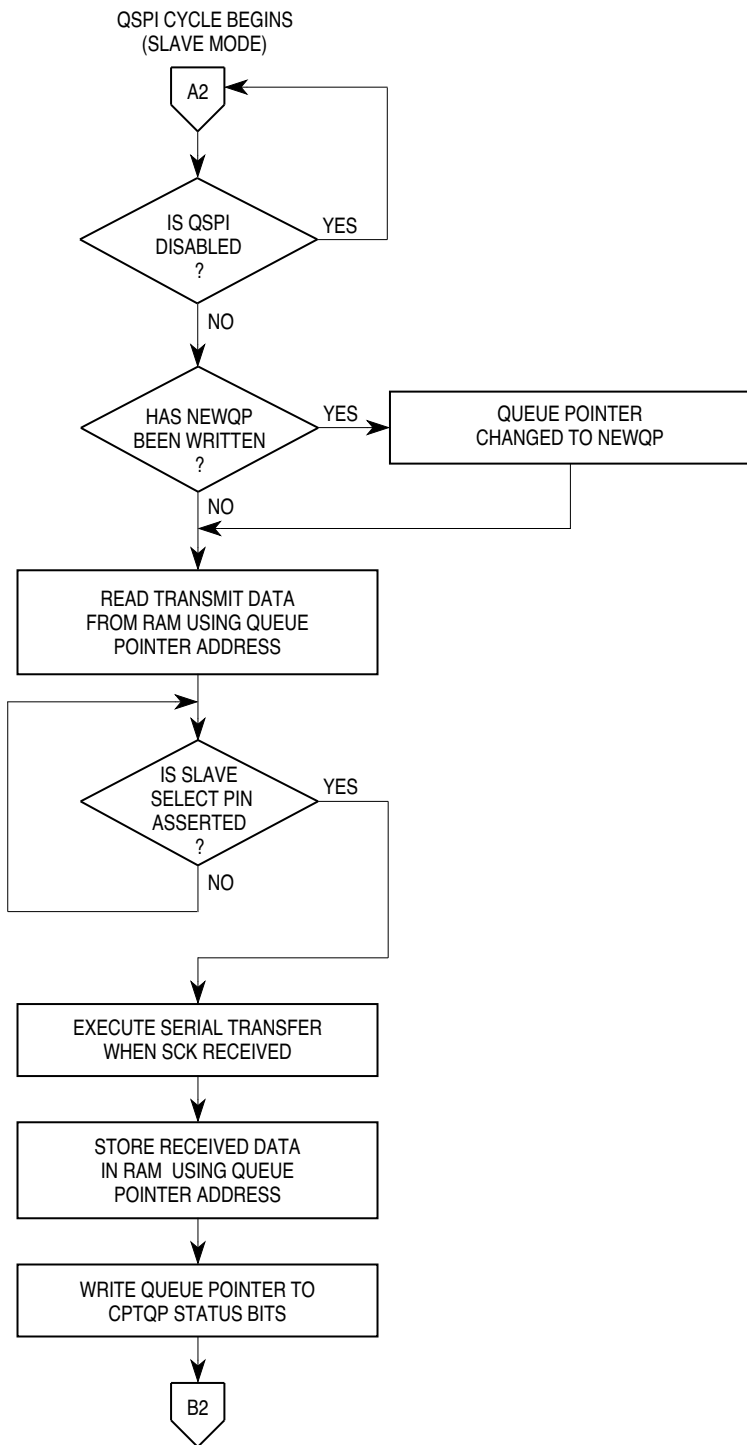 QSPI CYCLE BEGINS
(SLAVE MODE)
A2
IS QSPI
DISABLED
?
YES
NO
HAS NEWQP
BEEN WRITTEN
?
YES
QUEUE POINTER
CHANGED TO NEWQP
NO
READ TRANSMIT DATA
FROM RAM USING QUEUE
POINTER ADDRESS
IS SLAVE
SELECT PIN
ASSERTED
?
YES
NO
EXECUTE SERIAL TRANSFER
WHEN SCK RECEIVED
STORE RECEIVED DATA
IN RAM USING QUEUE
POINTER ADDRESS
WRITE QUEUE POINTER TO
CPTQP STATUS BITS
B2